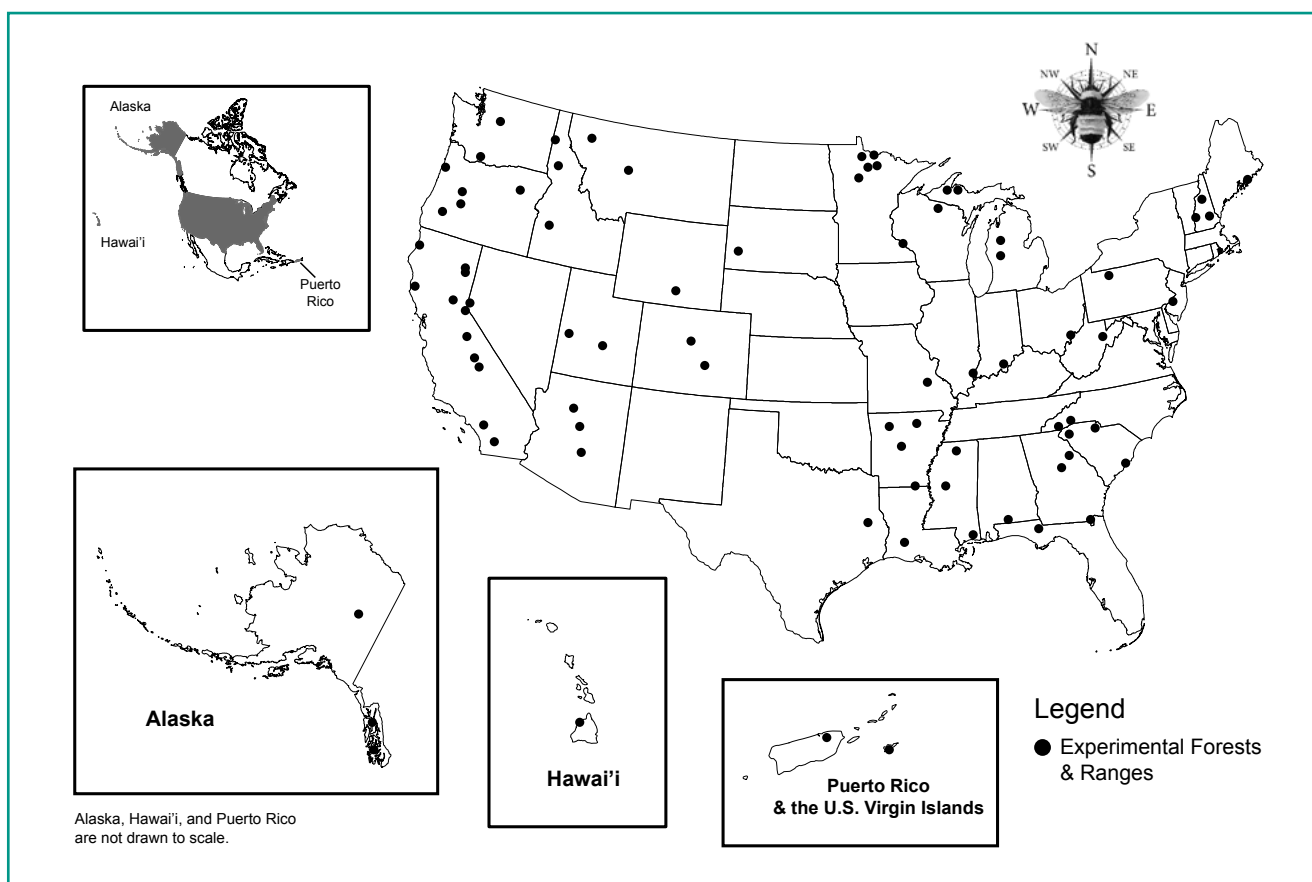 N
NW
NE
W
E
SW
SE
S
Alaska
Hawai'i
Puerto
Rico
Alaska
Hawai'i
Puerto Rico
& the U.S. Virgin Islands
Legend
Experimental Forests
& Ranges
Alaska, Hawai'i, and Puerto Rico
are not drawn to scale.